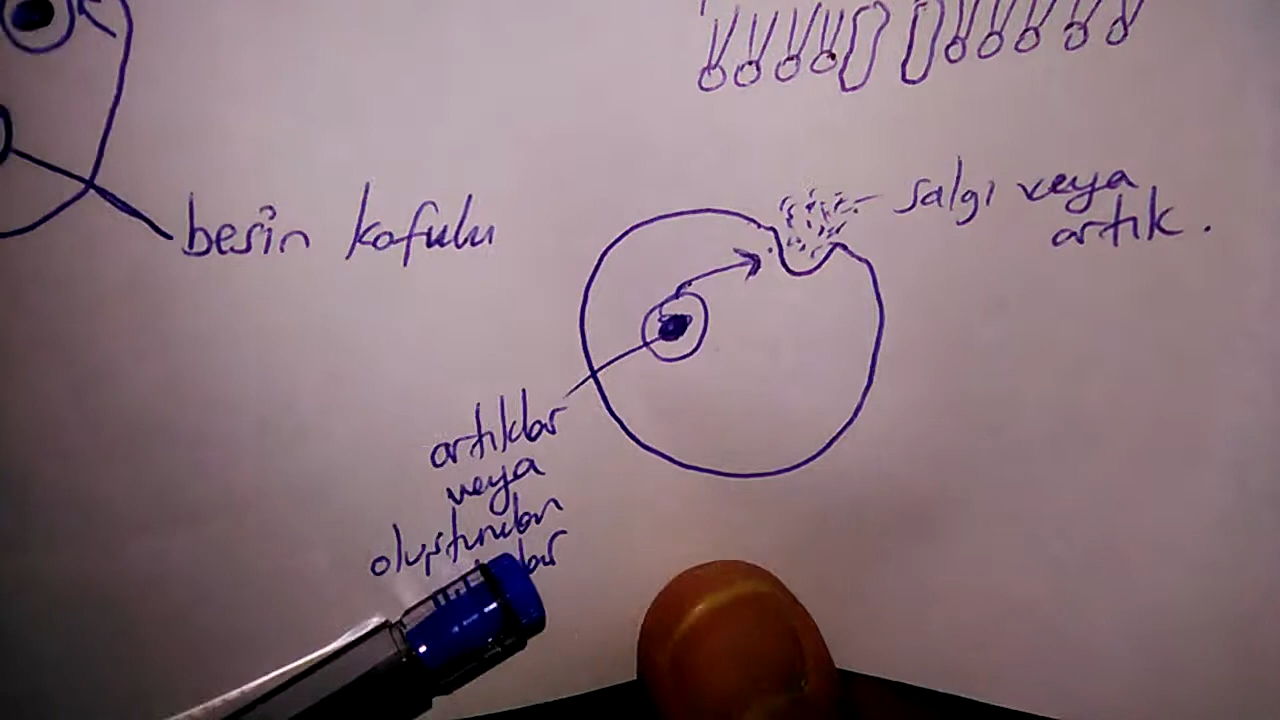 besin kofulu
salgı veya
artık.
artıklar
veya
oluşturulan